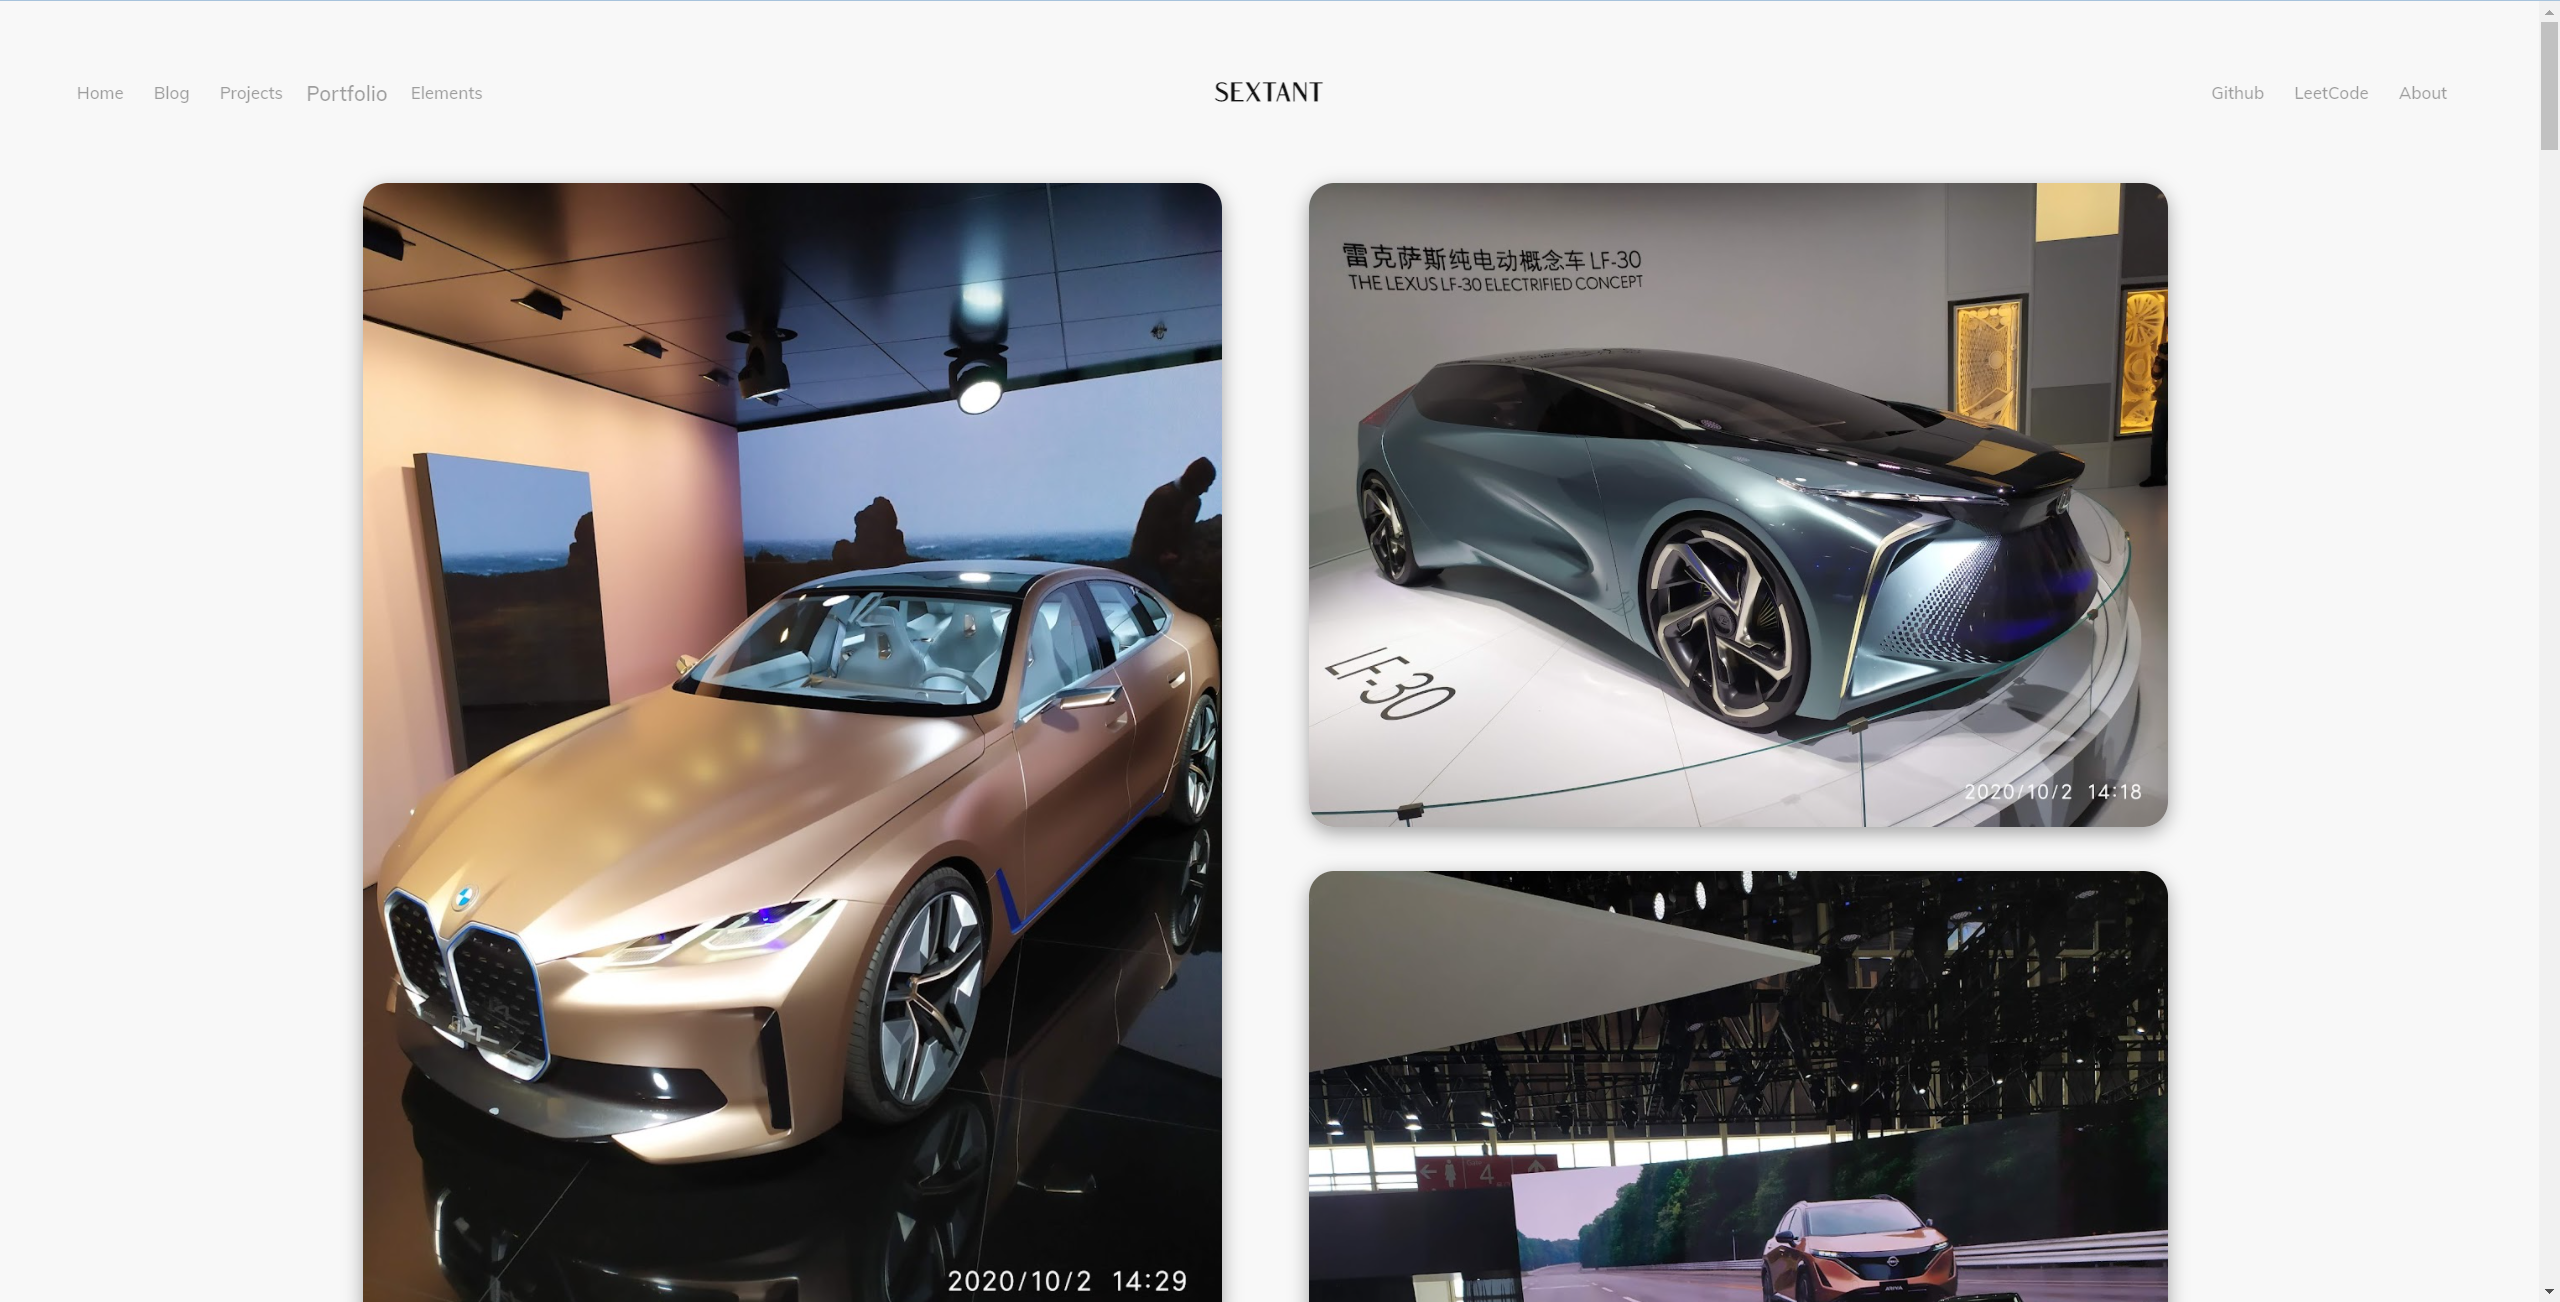 Home Blog Projects Portfolio Elements
SEXTANT
Github LeetCode About
雷克萨斯纯电动概念车 LF-30
THE LEXUS LF-30 ELECTRIFIED CONCEPT
LF-30
2020/10/2 14:18
4
ARIYA
2020/10/2 14:29